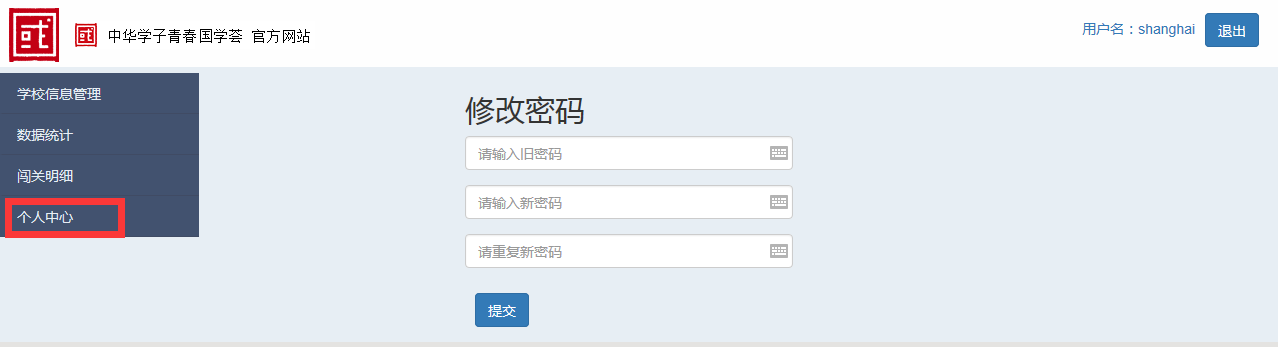 中华学子青春国学荟 官方网站
用户名：shanghai
退出
学校信息管理
数据统计
闯关明细
个人中心
修改密码
请输入旧密码
请输入新密码
请重复新密码
提交